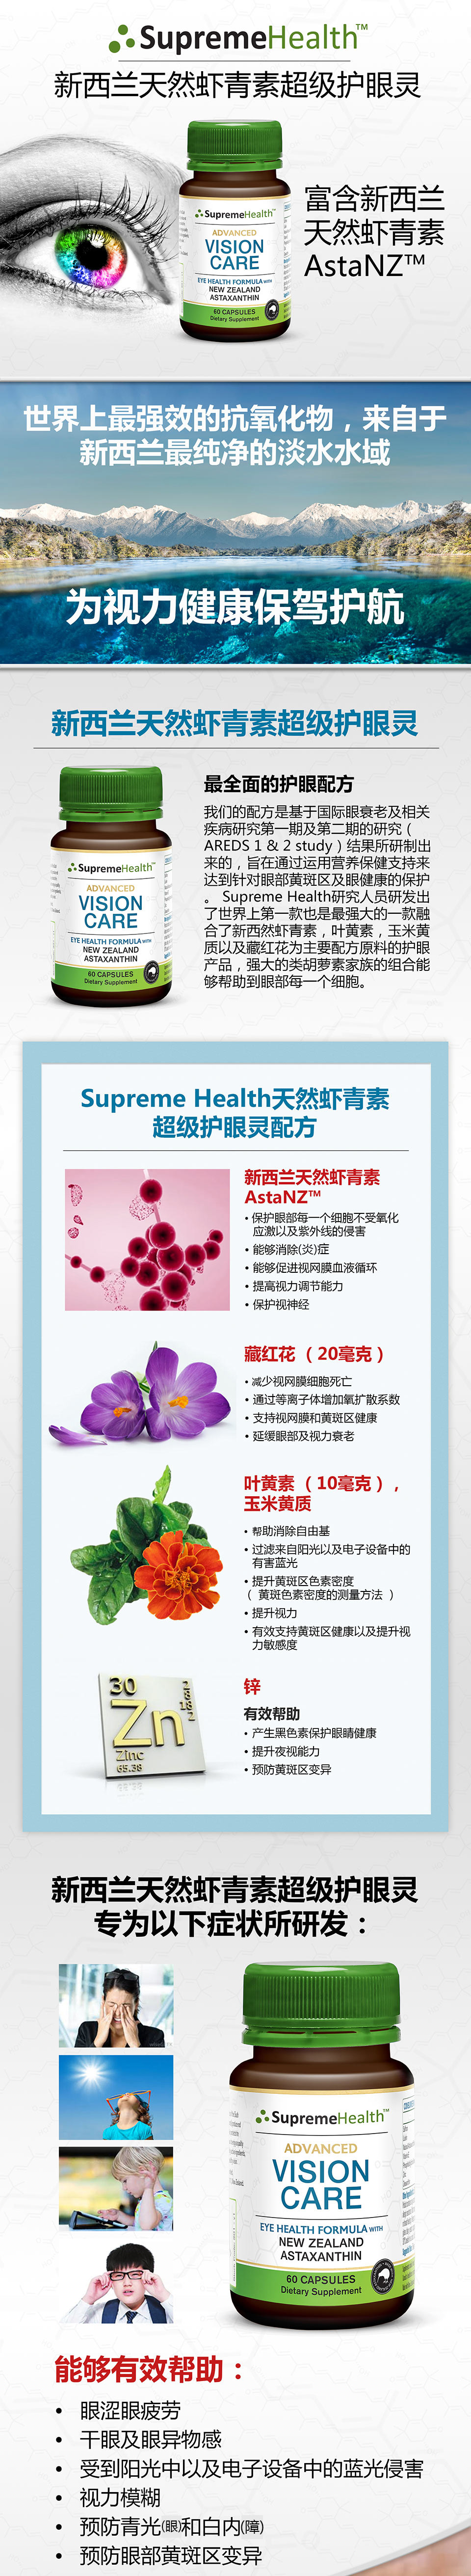 SupremeHealth™
新西兰天然虾青素超级护眼灵
SupremeHealth™
ADVANCED
VISION
CARE
EYE HEALTH FORMULA WITH
NEW ZEALAND
ASTAXANTHIN
60 CAPSULES
Dietary Supplement
富含新西兰
天然虾青素
AstaNZ™
世界上最强效的抗氧化物，来自于
新西兰最纯净的淡水水域
为视力健康保驾护航
新西兰天然虾青素超级护眼灵
SupremeHealth™
ADVANCED
VISION
CARE
EYE HEALTH FORMULA WITH
NEW ZEALAND
ASTAXANTHIN
60 CAPSULES
Dietary Supplement
最全面的护眼配方
我们的配方是基于国际眼衰老及相关
疾病研究第一期及第二期的研究（
AREDS 1 & 2 study）结果所研制出
来的，旨在通过运用营养保健支持来
达到针对眼部黄斑区及眼健康的保护
。 Supreme Health研究人员研发出
了世界上第一款也是最强大的一款融
合了新西然虾青素，叶黄素，玉米黄
质以及藏红花为主要配方原料的护眼
产品，强大的类胡萝素家族的组合能
够帮助到眼部每一个细胞。
Supreme Health天然虾青素
超级护眼灵配方
新西兰天然虾青素
AstaNZ™
• 保护眼部每一个细胞不受氧化
应激以及紫外线的侵害
• 能够消除(炎)症
• 能够促进视网膜血液循环
• 提高视力调节能力
• 保护视神经
藏红花（20毫克）
• 减少视网膜细胞死亡
• 通过等离子体增加氧扩散系数
• 支持视网膜和黄斑区健康
• 延缓眼部及视力衰老
叶黄素（10毫克），
玉米黄质
• 帮助消除自由基
• 过滤来自阳光以及电子设备中的
有害蓝光
• 提升黄斑区色素密度
（ 黄斑色素密度的测量方法 ）
• 提升视力
• 有效支持黄斑区健康以及提升视
力敏感度
30
2
8
18
2
Zn
Zinc
65.38
锌
有效帮助
• 产生黑色素保护眼睛健康
• 提升夜视能力
• 预防黄斑区变异
新西兰天然虾青素超级护眼灵
专为以下症状所研发：
SupremeHealth™
ADVANCED
VISION
CARE
EYE HEALTH FORMULA WITH
NEW ZEALAND
ASTAXANTHIN
60 CAPSULES
Dietary Supplement
能够有效帮助：
• 眼涩眼疲劳
• 干眼及眼异物感
• 受到阳光中以及电子设备中的蓝光侵害
• 视力模糊
• 预防青光(眼)和白内(障)
• 预防眼部黄斑区变异